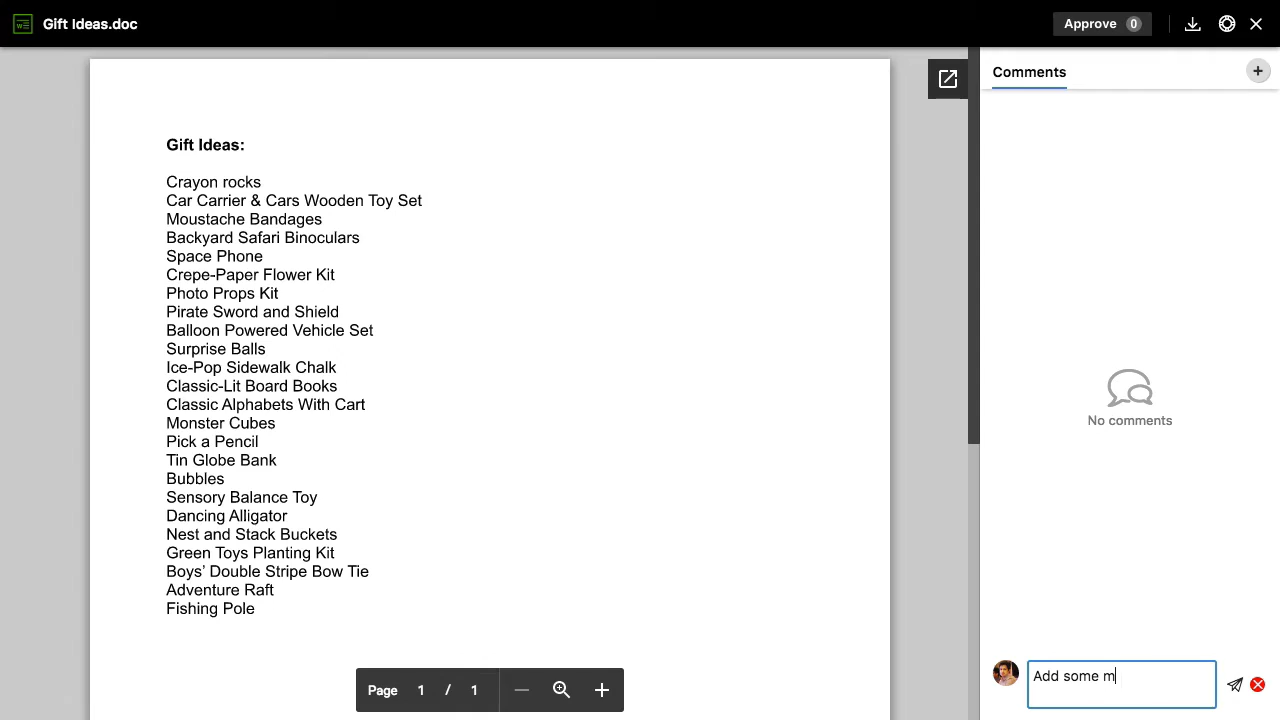 Gift Ideas.doc
Approve 0
Comments
Gift Ideas:
Crayon rocks
Car Carrier & Cars Wooden Toy Set
Moustache Bandages
Backyard Safari Binoculars
Space Phone
Crepe-Paper Flower Kit
Photo Props Kit
Pirate Sword and Shield
Balloon Powered Vehicle Set
Surprise Balls
Ice-Pop Sidewalk Chalk
Classic-Lit Board Books
Classic Alphabets With Cart
Monster Cubes
Pick a Pencil
Tin Globe Bank
Bubbles
Sensory Balance Toy
Dancing Alligator
Nest and Stack Buckets
Green Toys Planting Kit
Boys’ Double Stripe Bow Tie
Adventure Raft
Fishing Pole
No comments
Add some m
Page 1 / 1